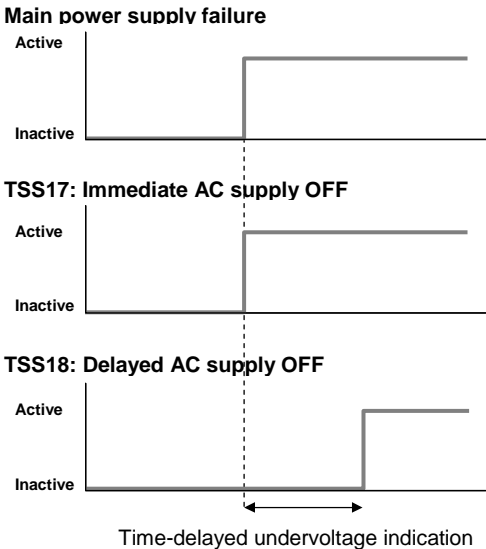 Main power supply failure
Active
Inactive
TSS17: Immediate AC supply OFF
Active
Inactive
TSS18: Delayed AC supply OFF
Active
Inactive
Time-delayed undervoltage indication